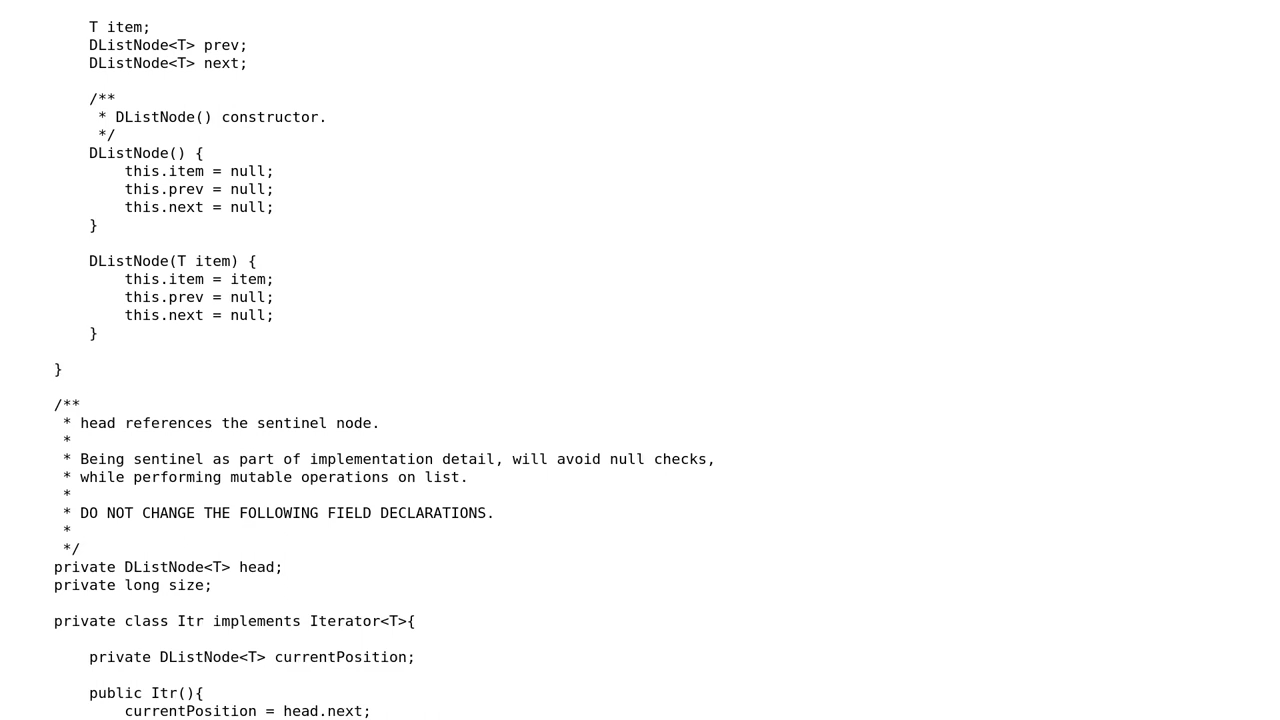 T item;
DListNode<T> prev;
DListNode<T> next;
/**
* DListNode() constructor.
*/
DListNode() {
this.item = null;
this.prev = null;
this.next = null;
}
DListNode(T item) {
this.item = item;
this.prev = null;
this.next = null;
}
}
/**
* head references the sentinel node.
*
* Being sentinel as part of implementation detail, will avoid null checks,
* while performing mutable operations on list.
*
* DO NOT CHANGE THE FOLLOWING FIELD DECLARATIONS.
*
*/
private DListNode<T> head;
private long size;
private class Itr implements Iterator<T>{
private DListNode<T> currentPosition;
public Itr(){
currentPosition = head.next;